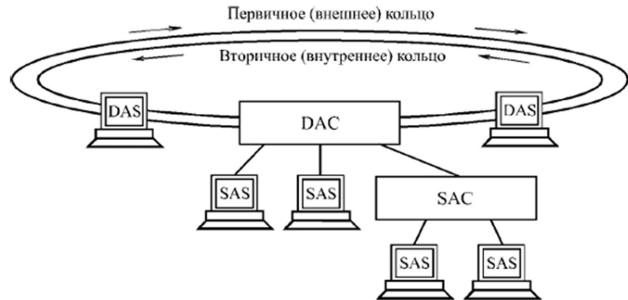 Первичное (внешнее) кольцо
Вторичное (внутреннее) кольцо
DAS
DAC
DAS
SAS
SAS
SAC
SAS
SAS